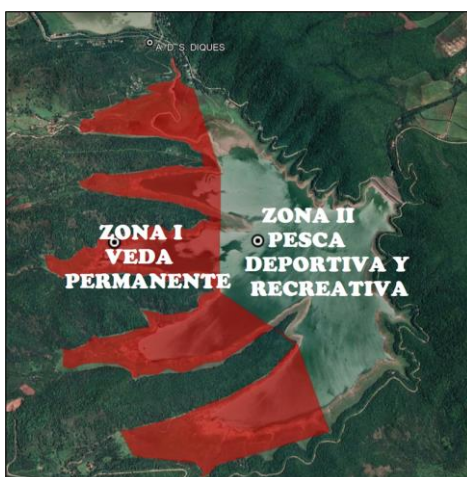 DIQUES
ZONA I
VEDA
PERMANENTE
ZONA II
PESCA
DEPORTIVA Y
RECREATIVA